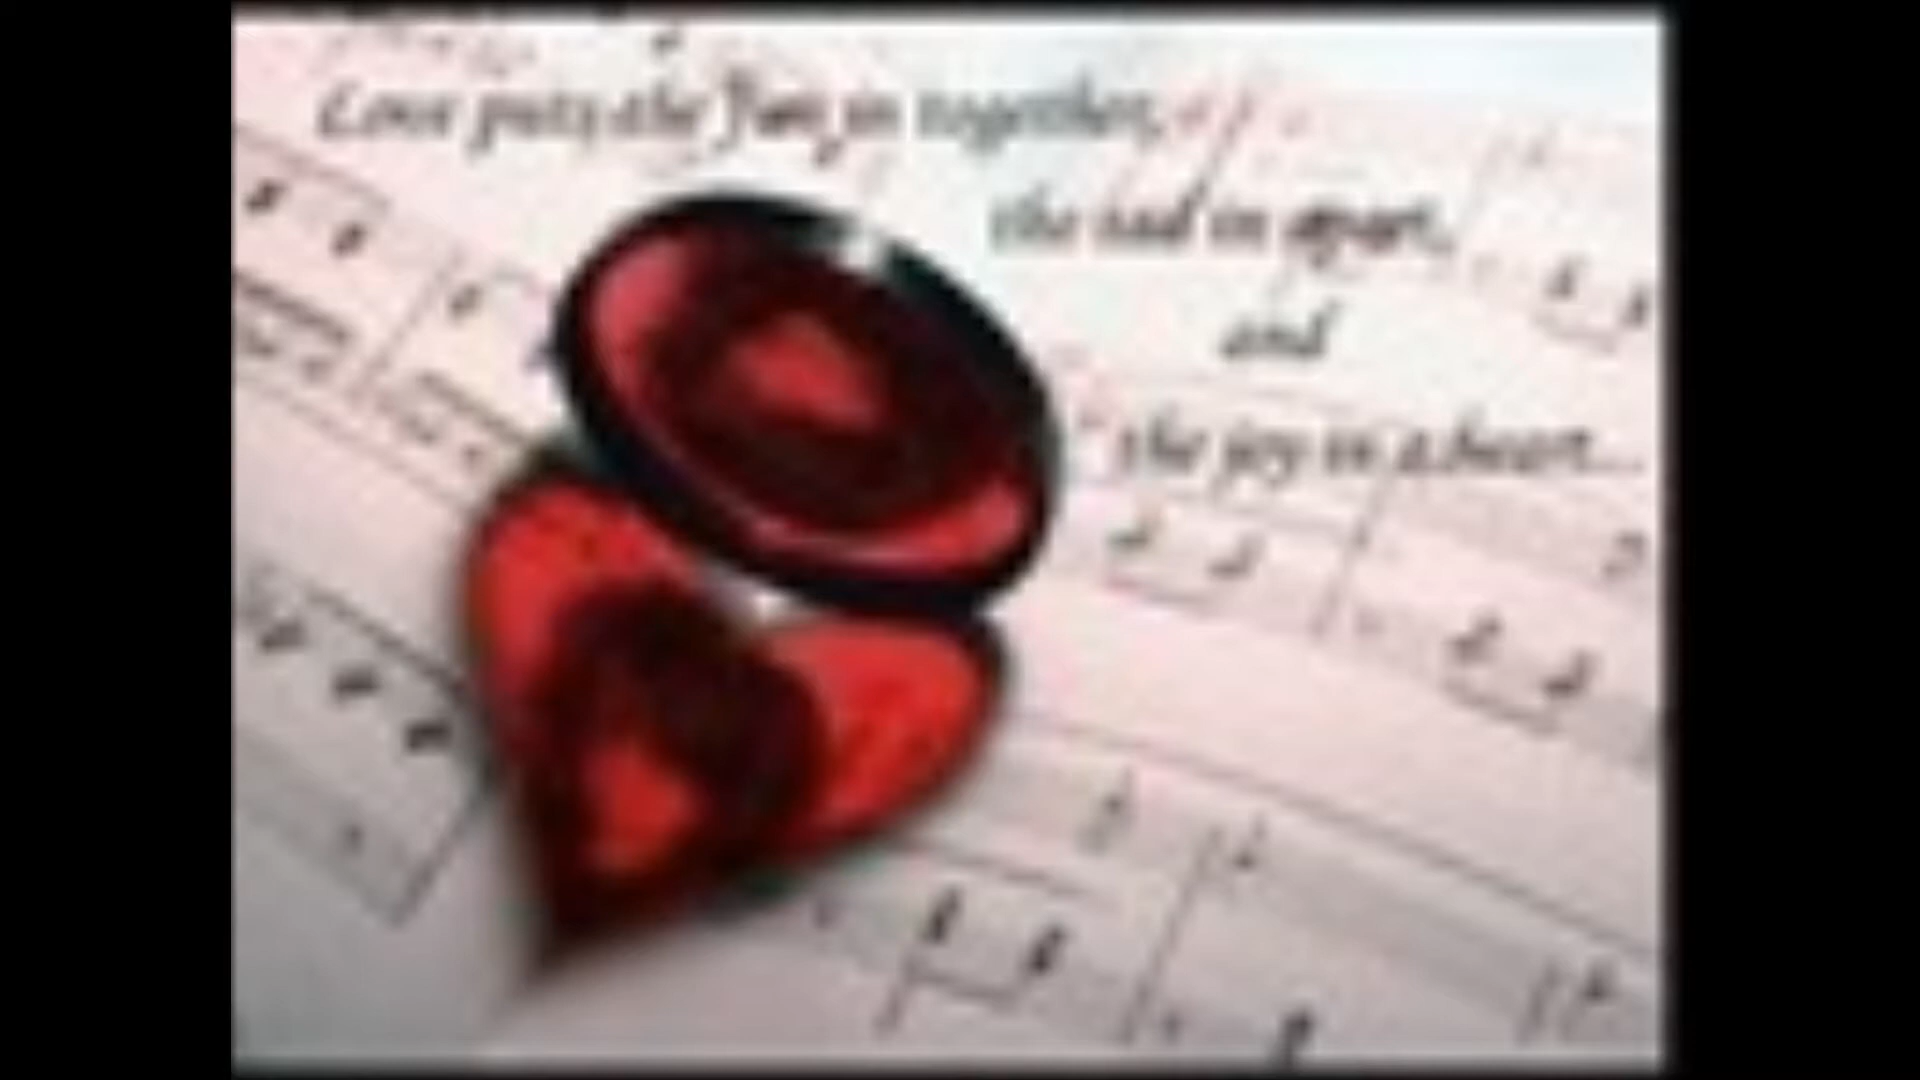 Love puts the fun in together,
the sad in apart,
and
the joy in a heart...